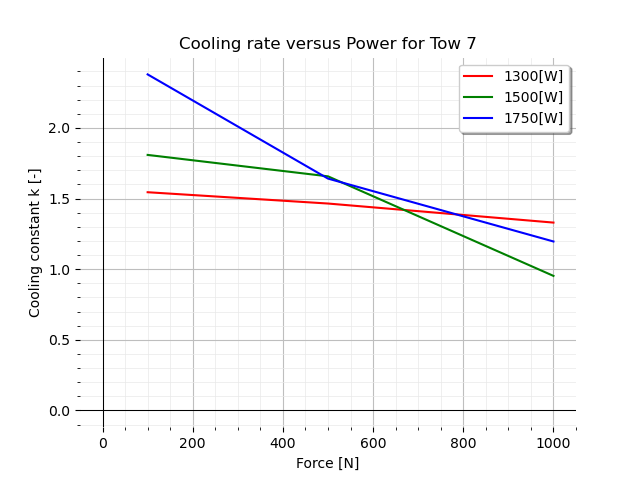 Cooling rate versus Power for Tow 7
1300[W]
1500[W]
1750[W]
Cooling constant k [-]
2.0
1.5
1.0
0.5
0.0
0 200 400 600 800 1000
Force [N]